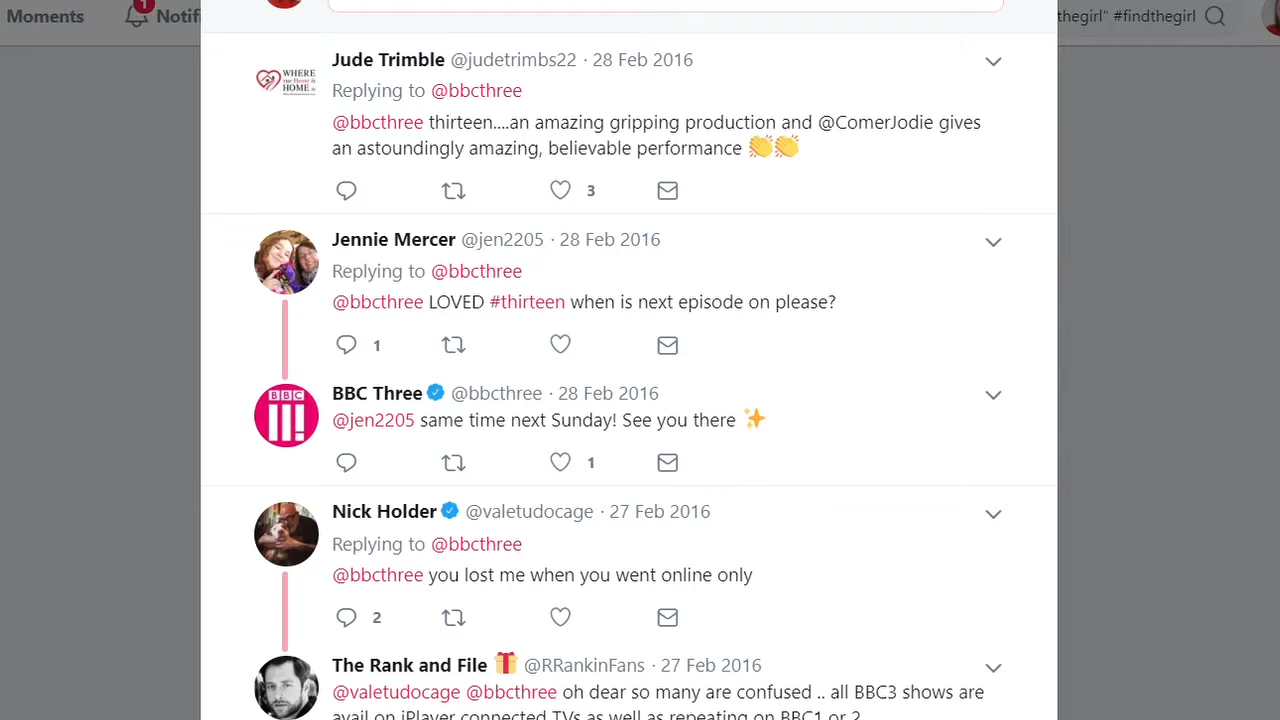 Moments
1
Notif
thegirl" #findthegirl
Jude Trimble @judetrimbs22 · 28 Feb 2016
WHERE
HOME
Replying to @bbcthree
@bbcthree thirteen....an amazing gripping production and @ComerJodie gives
an astoundingly amazing, believable performance 👏👏
3
Jennie Mercer @jen2205 · 28 Feb 2016
Replying to @bbcthree
@bbcthree LOVED #thirteen when is next episode on please?
1
BBC Three @bbcthree · 28 Feb 2016
BBC
@jen2205 same time next Sunday! See you there ✨
1
Nick Holder @valetudocage · 27 Feb 2016
Replying to @bbcthree
@bbcthree you lost me when you went online only
2
The Rank and File 🎁 @RRankinFans · 27 Feb 2016
@valetudocage @bbcthree oh dear so many are confused .. all BBC3 shows are
avail on iPlayer connected TVs as well as repeating on BBC1 or 2